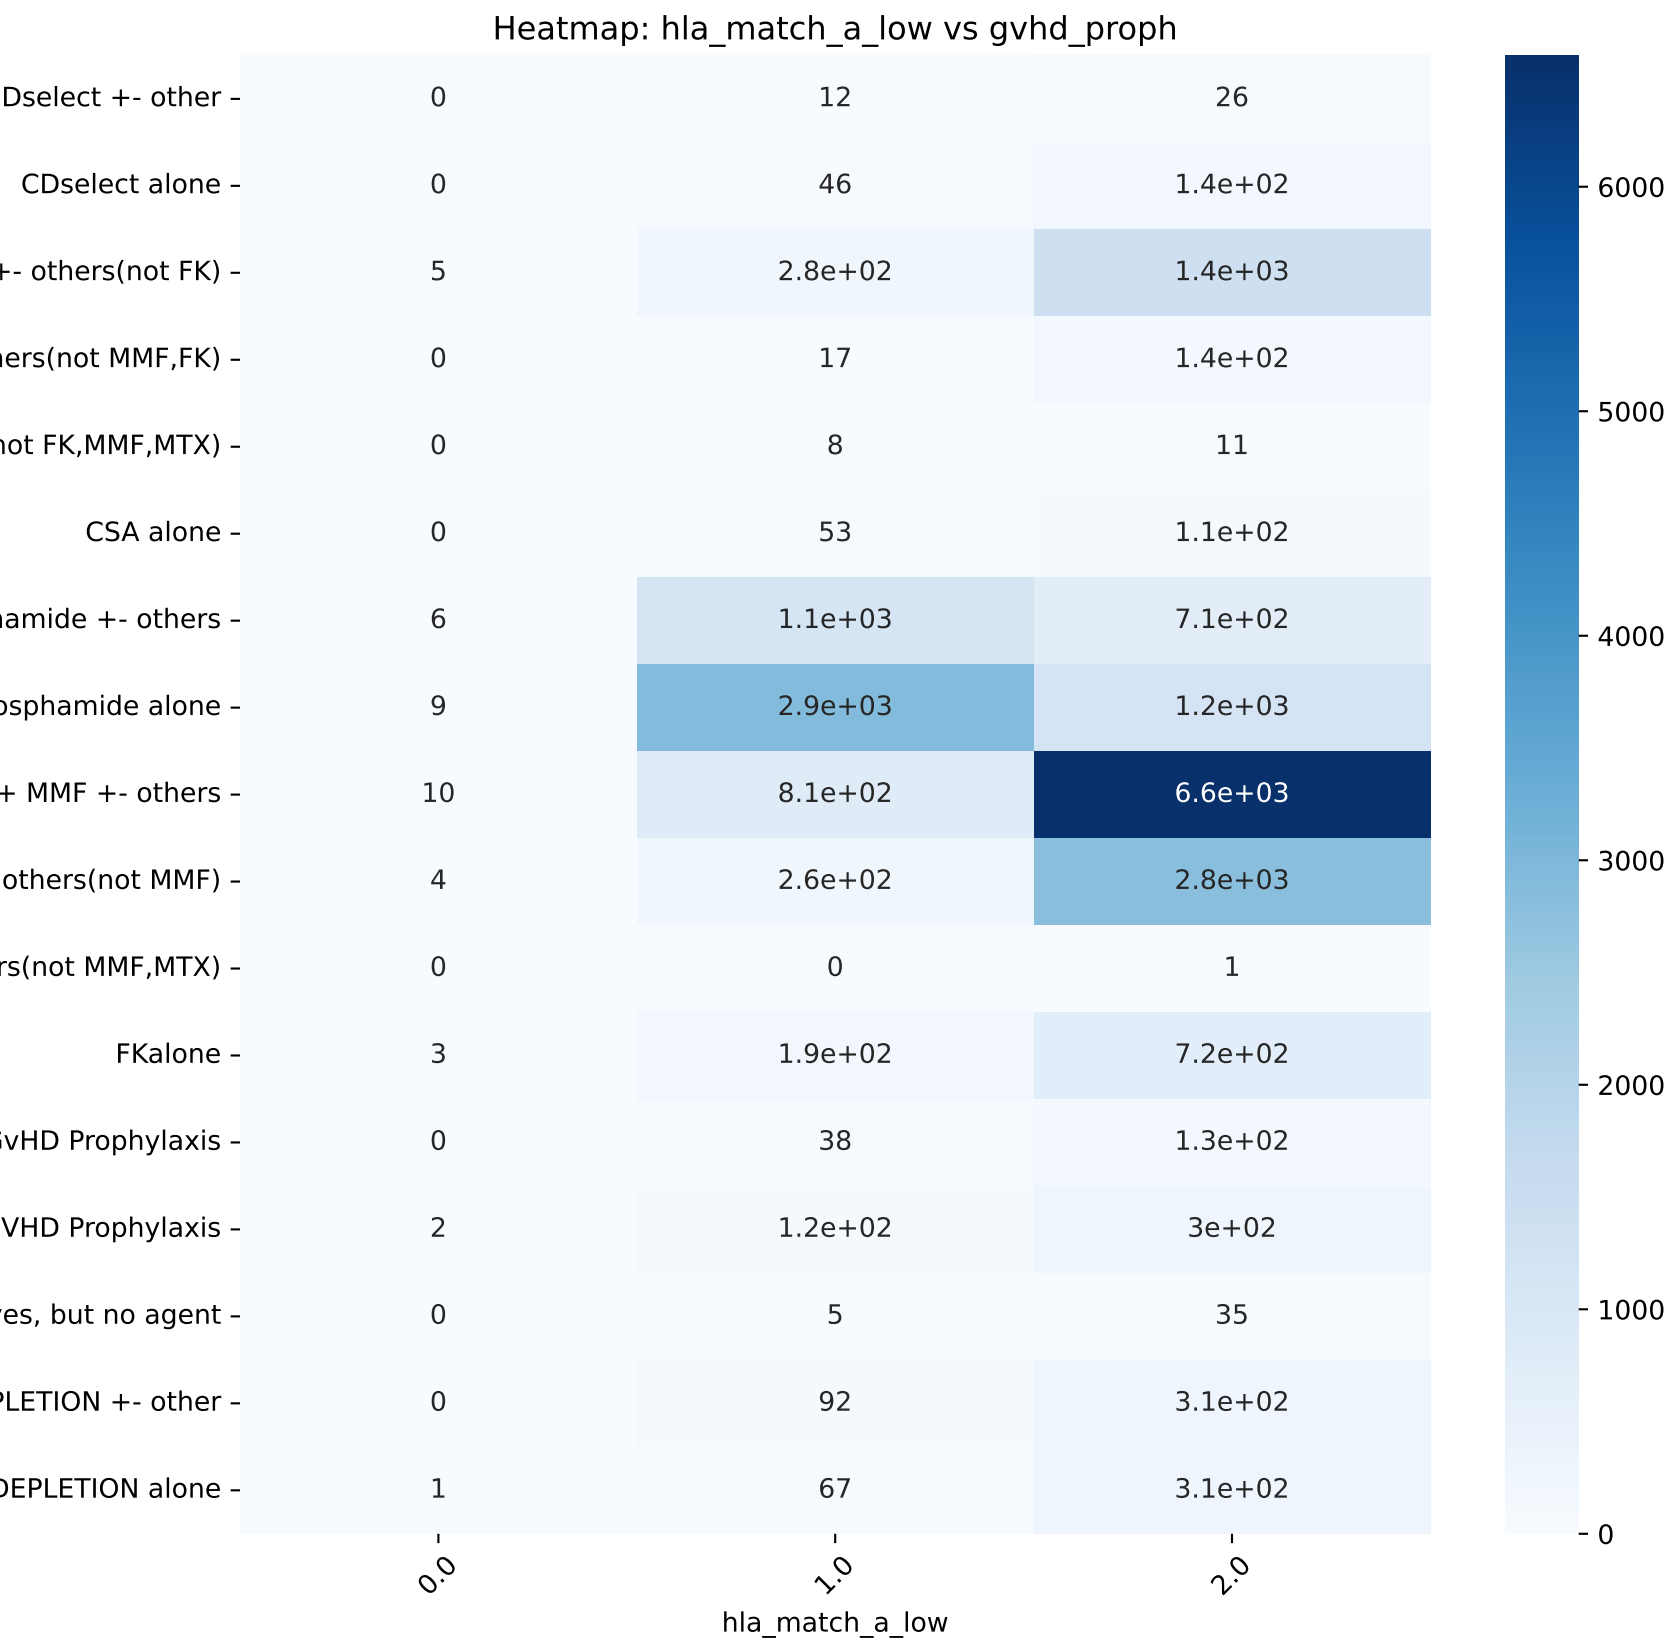 Heatmap: hla_match_a_low vs gvhd_proph
Dselect +- other 0 12 26
CDselect alone 0 46 1.4e+02
+- others(not FK) 5 2.8e+02 1.4e+03
ers(not MMF,FK) 0 17 1.4e+02
not FK,MMF,MTX) 0 8 11
CSA alone 0 53 1.1e+02
amide +- others 6 1.1e+03 7.1e+02
osphamide alone 9 2.9e+03 1.2e+03
+ MMF +- others 10 8.1e+02 6.6e+03
others(not MMF) 4 2.6e+02 2.8e+03
rs(not MMF,MTX) 0 0 1
FKalone 3 1.9e+02 7.2e+02
GvHD Prophylaxis 0 38 1.3e+02
VHD Prophylaxis 2 1.2e+02 3e+02
es, but no agent 0 5 35
PLETION +- other 0 92 3.1e+02
DEPLETION alone 1 67 3.1e+02
0.0 1.0 2.0
hla_match_a_low
6000
5000
4000
3000
2000
1000
0